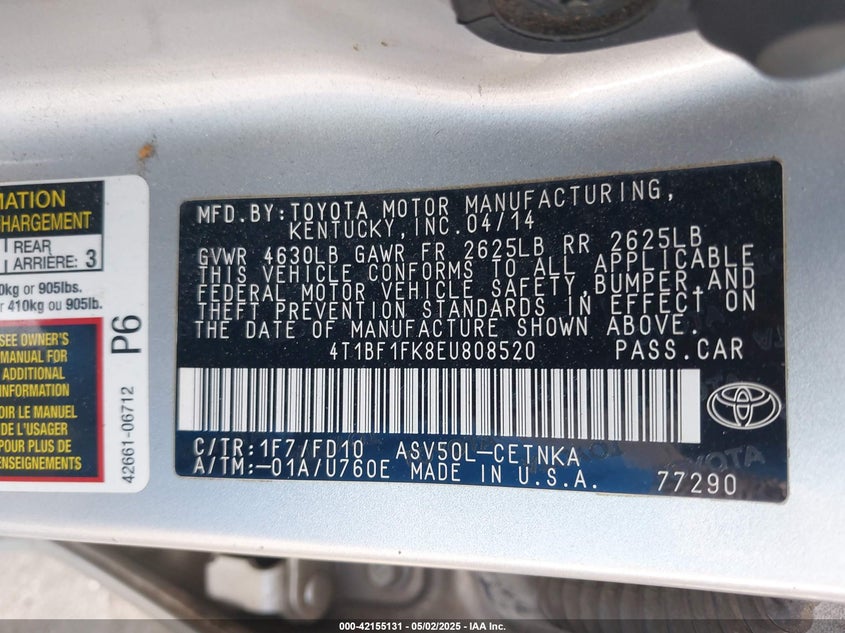 MATION
CHARGEMENT
REAR
ARRIÈRE: 3
kg or 905lbs.
r 410kg ou 905lb.
SEE OWNER'S
MANUAL FOR
ADDITIONAL
INFORMATION
OIR LE MANUEL
DE L'USAGER
POUR PLUS DE
ENSEIGNEMENTS
P6
42661-06712
MFD.BY:TOYOTA MOTOR MANUFACTURING,
KENTUCKY,INC.04/14
GVWR 4630LB GAWR FR 2625LB RR 2625LB
THIS VEHICLE CONFORMS TO ALL APPLICABLE
FEDERAL MOTOR VEHICLE SAFETY,BUMPER,AND
THEFT PREVENTION STANDARDS IN EFFECT ON
THE DATE OF MANUFACTURE SHOWN ABOVE.
4T1BF1FK8EU808520 PASS.CAR
C/TR:1F7/FD10 ASV50L-CETNKA
A/TM:-01A/U760E MADE IN U.S.A.
77290
000-42155131 - 05/02/2025 - IAA Inc.